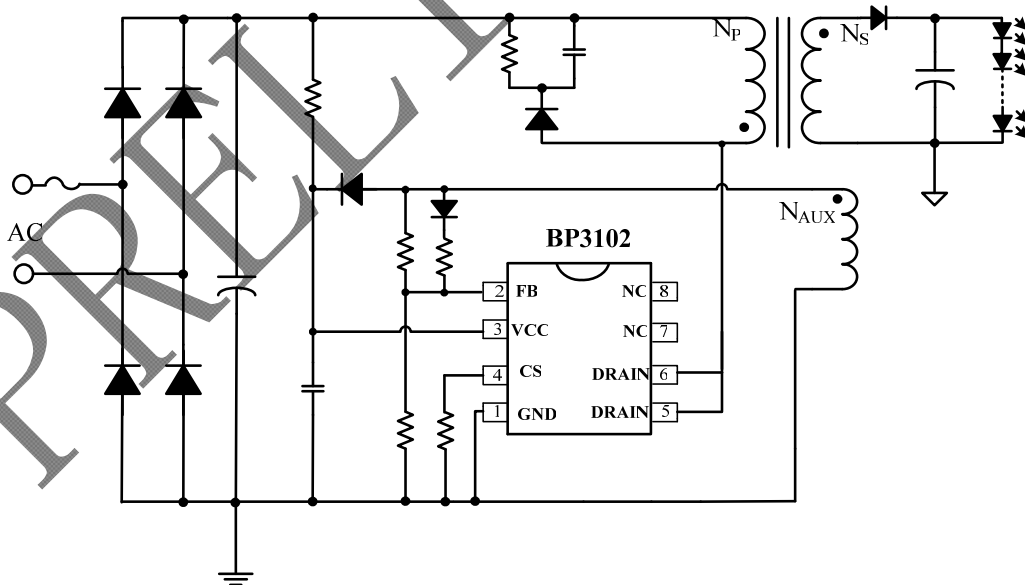 PRELI
N_P
N_S
AC
N_AUX
BP3102
2 FB
NC 8
3 VCC
NC 7
4 CS
DRAIN 6
1 GND
DRAIN 5